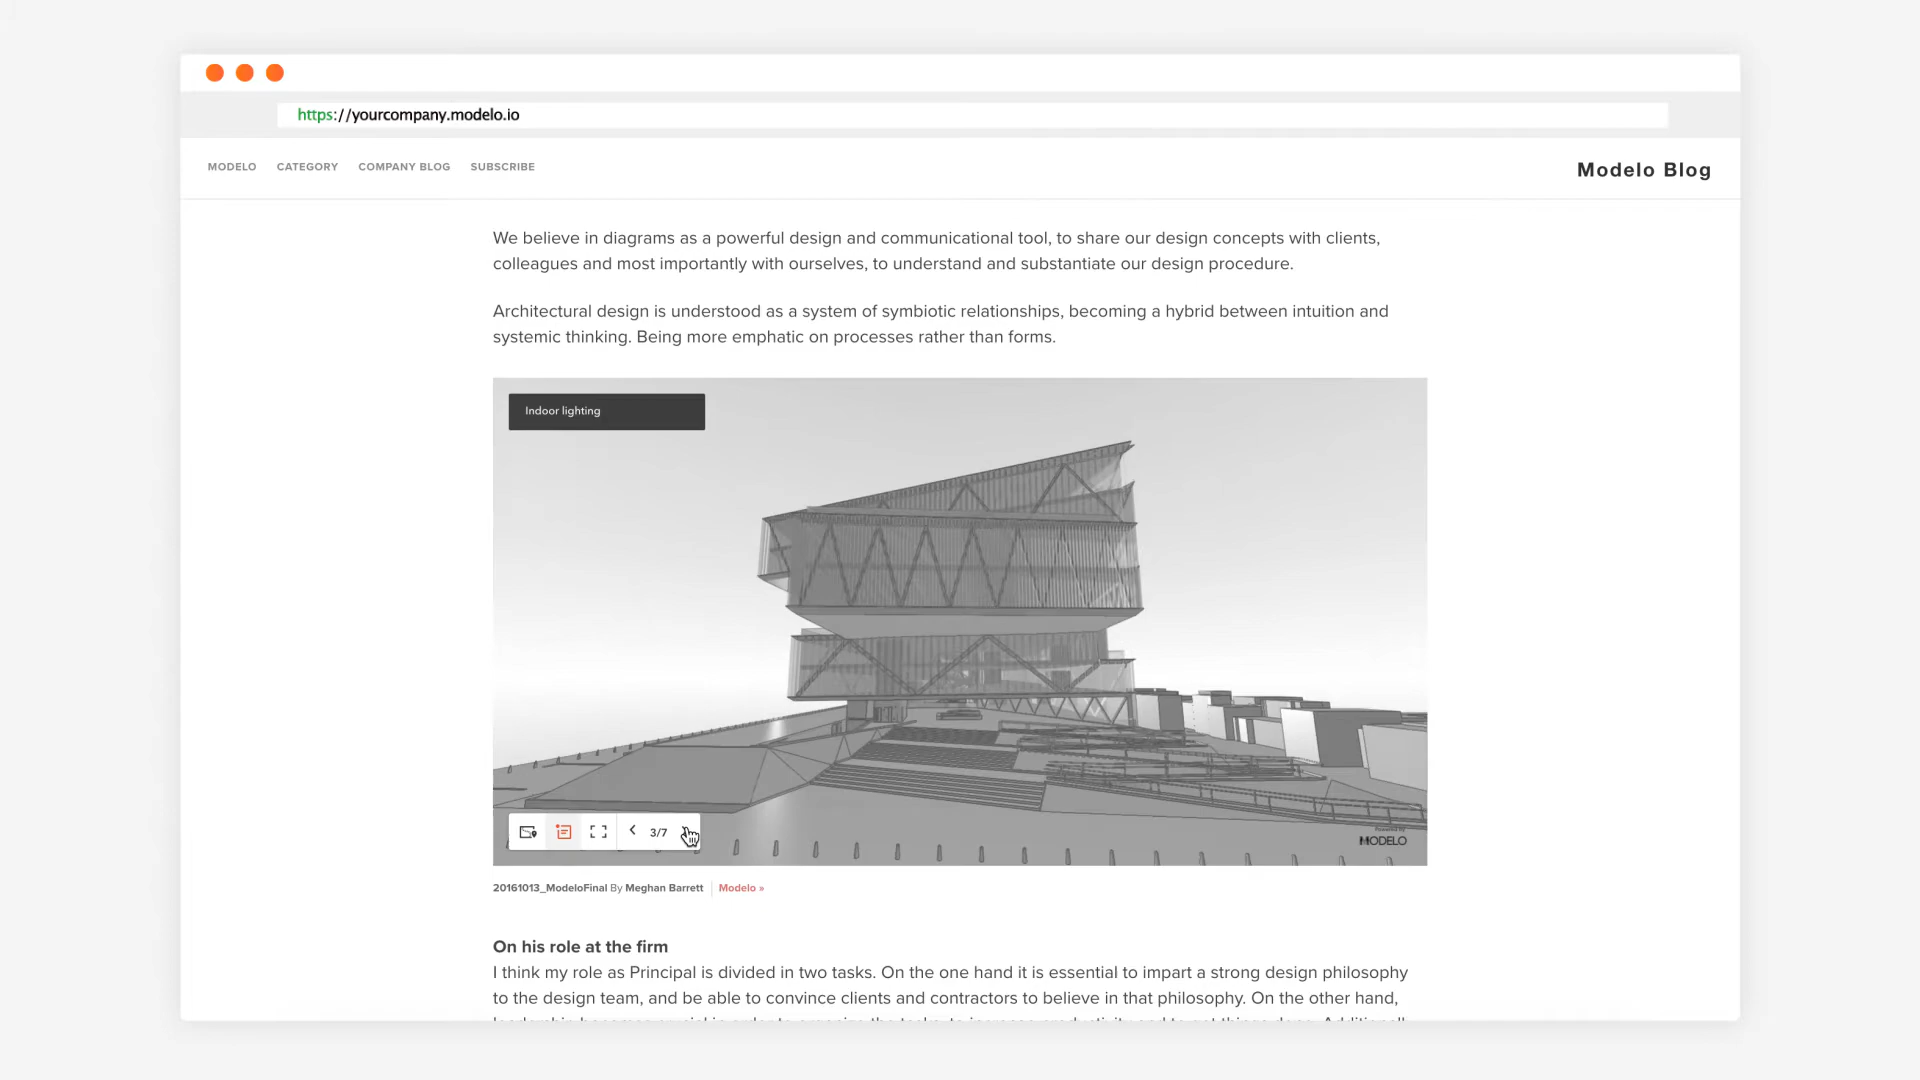 https://yourcompany.modelo.io
MODELO CATEGORY COMPANY BLOG SUBSCRIBE
Modelo Blog
We believe in diagrams as a powerful design and communicational tool, to share our design concepts with clients,
colleagues and most importantly with ourselves, to understand and substantiate our design procedure.
Architectural design is understood as a system of symbiotic relationships, becoming a hybrid between intuition and
systemic thinking. Being more emphatic on processes rather than forms.
Indoor lighting
3/7
Powered by
MODELO
20161013_ModeloFinal By Meghan Barrett Modelo »
On his role at the firm
I think my role as Principal is divided in two tasks. On the one hand it is essential to impart a strong design philosophy
to the design team, and be able to convince clients and contractors to believe in that philosophy. On the other hand,